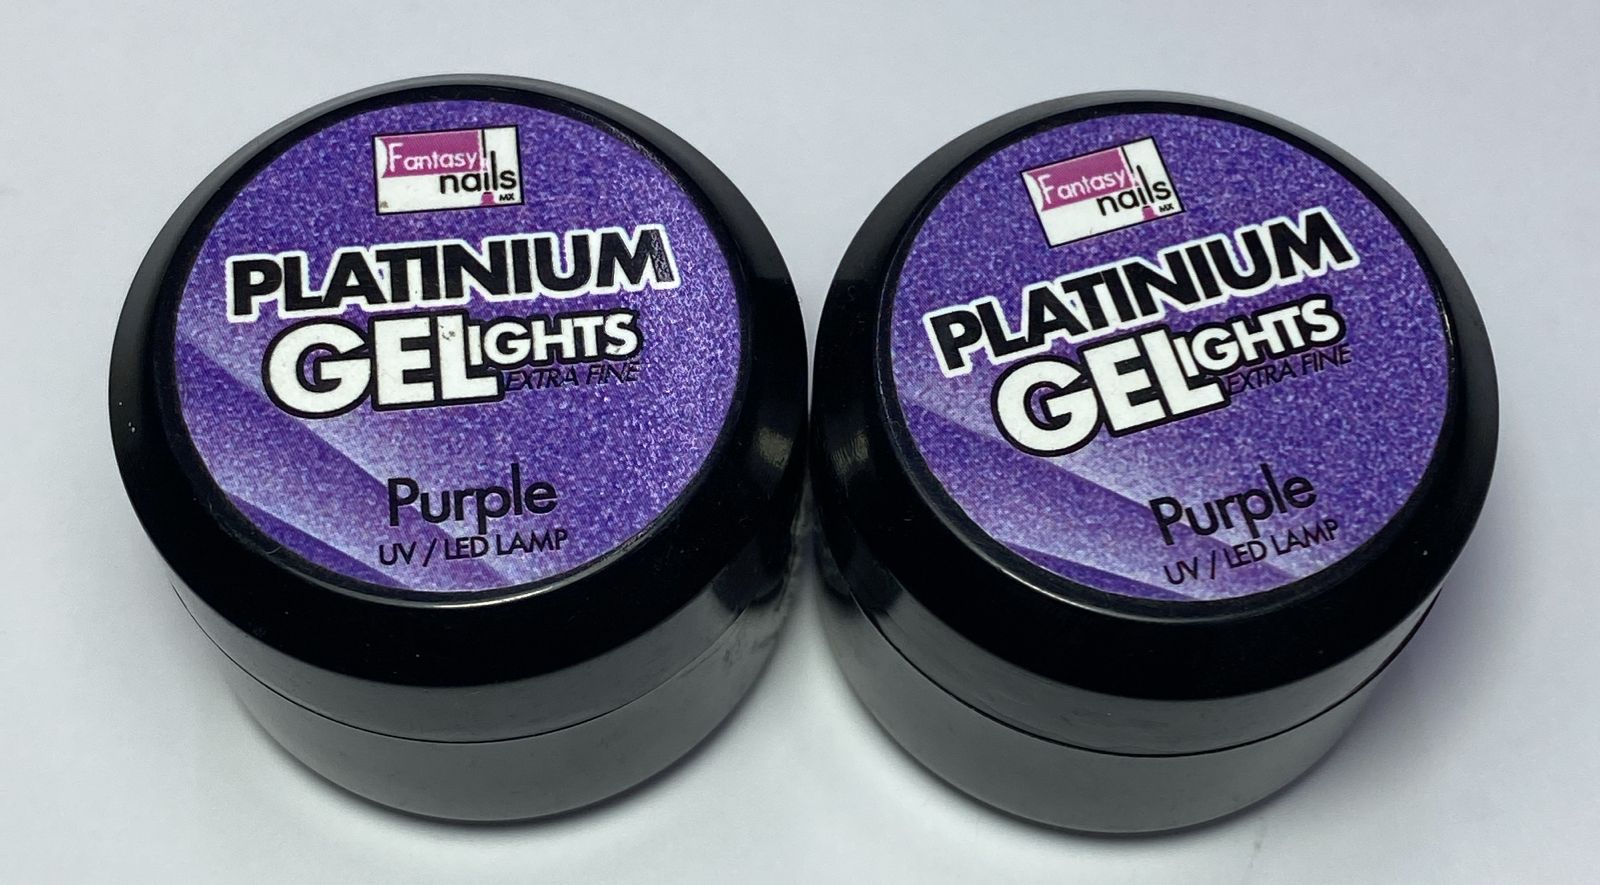 Fantasy
nails
MX
PLATINIUM
GELIGHTS
EXTRA FINE
Purple
UV / LED LAMP
Fantasy
nails
MX
PLATINIUM
GELIGHTS
EXTRA FINE
Purple
UV / LED LAMP